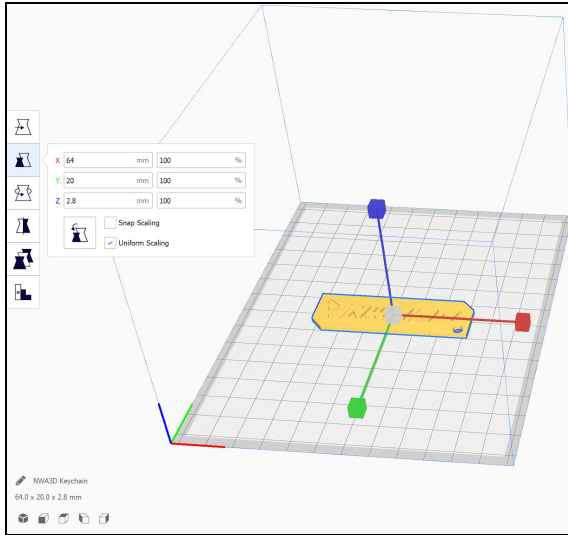 X 64 mm 100 %
Y 20 mm 100 %
Z 2.8 mm 100 %
Snap Scaling
Uniform Scaling
NWA3D Keychain
64.0 x 20.0 x 2.8 mm